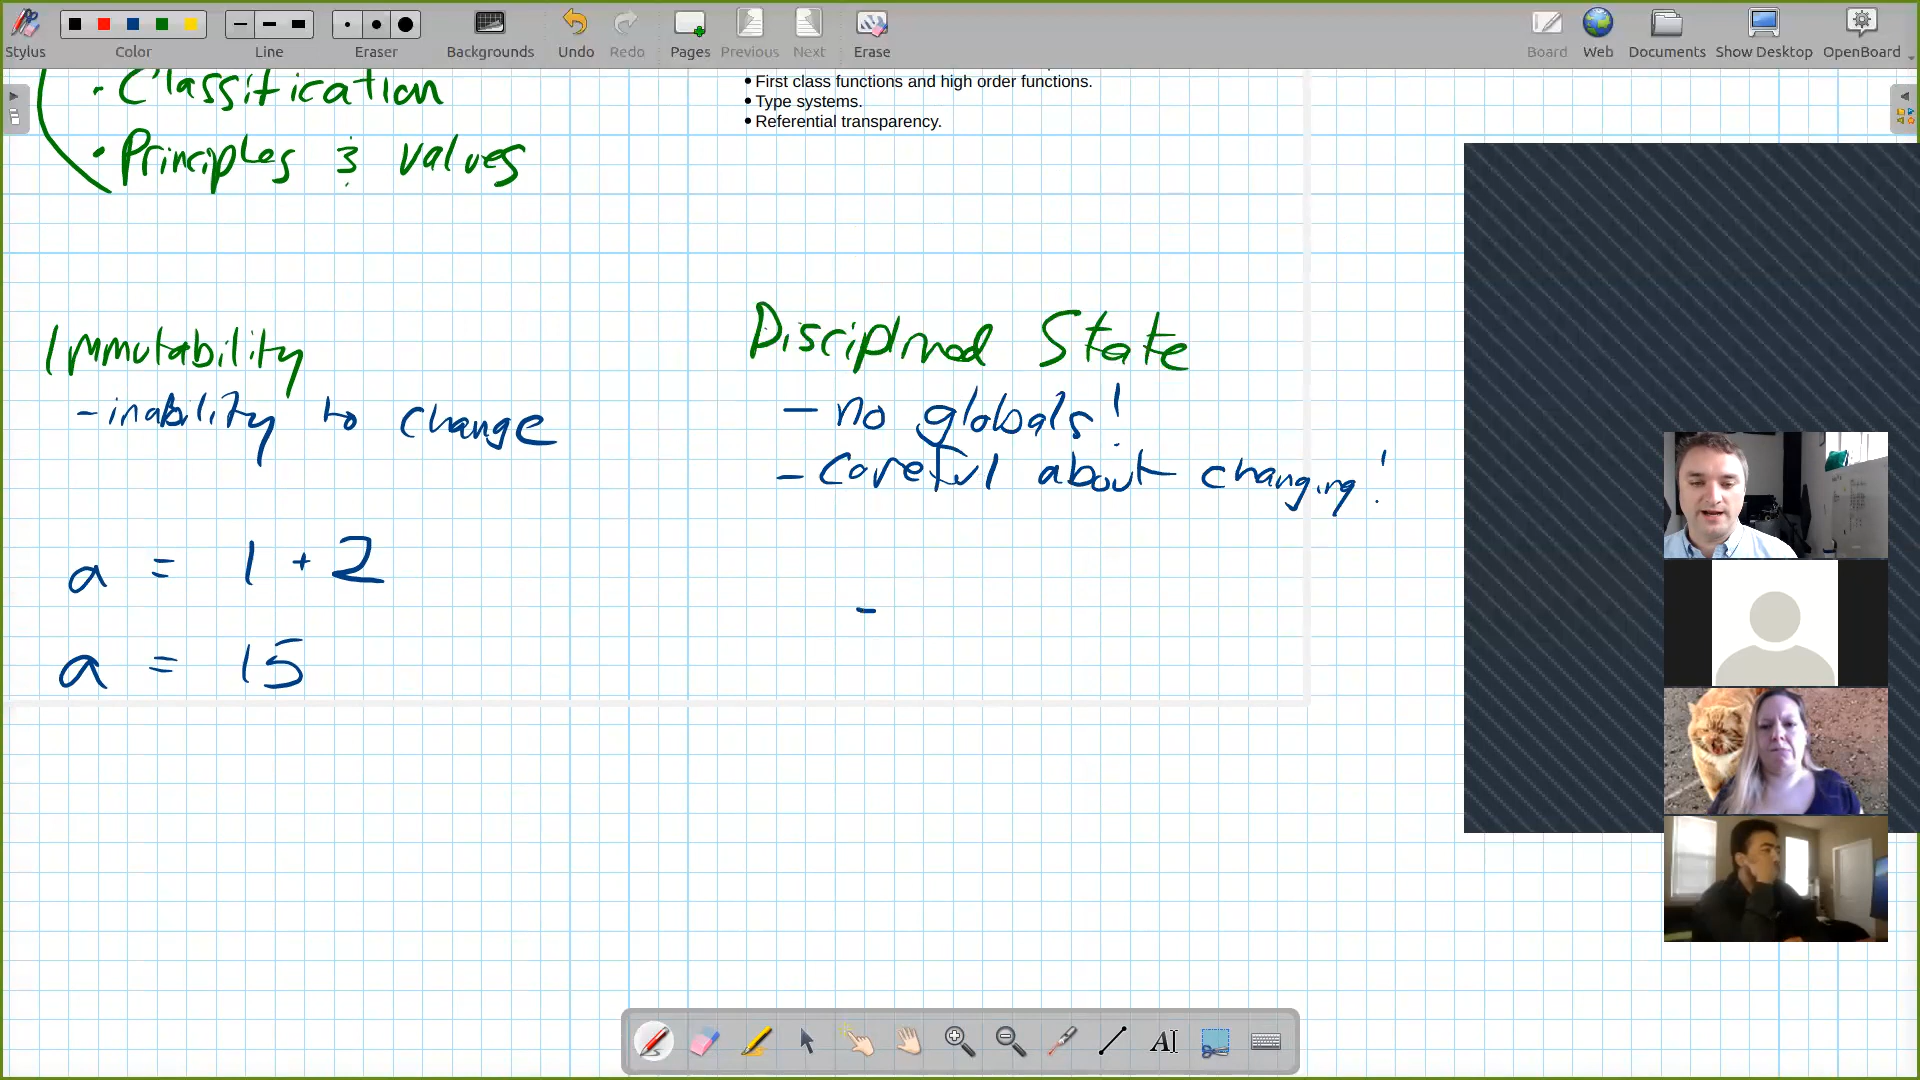 Stylus
Color
Line
Eraser
Backgrounds
Undo
Redo
Pages
Previous
Next
Erase
Board
Web
Documents
Show Desktop
OpenBoard
• Classification
• Principles & values
• First class functions and high order functions.
• Type systems.
• Referential transparency.
Immutability
- inability to change
a = 1 + 2
a = 15
Disciplined State
- no globals!
- Careful about changing!
-